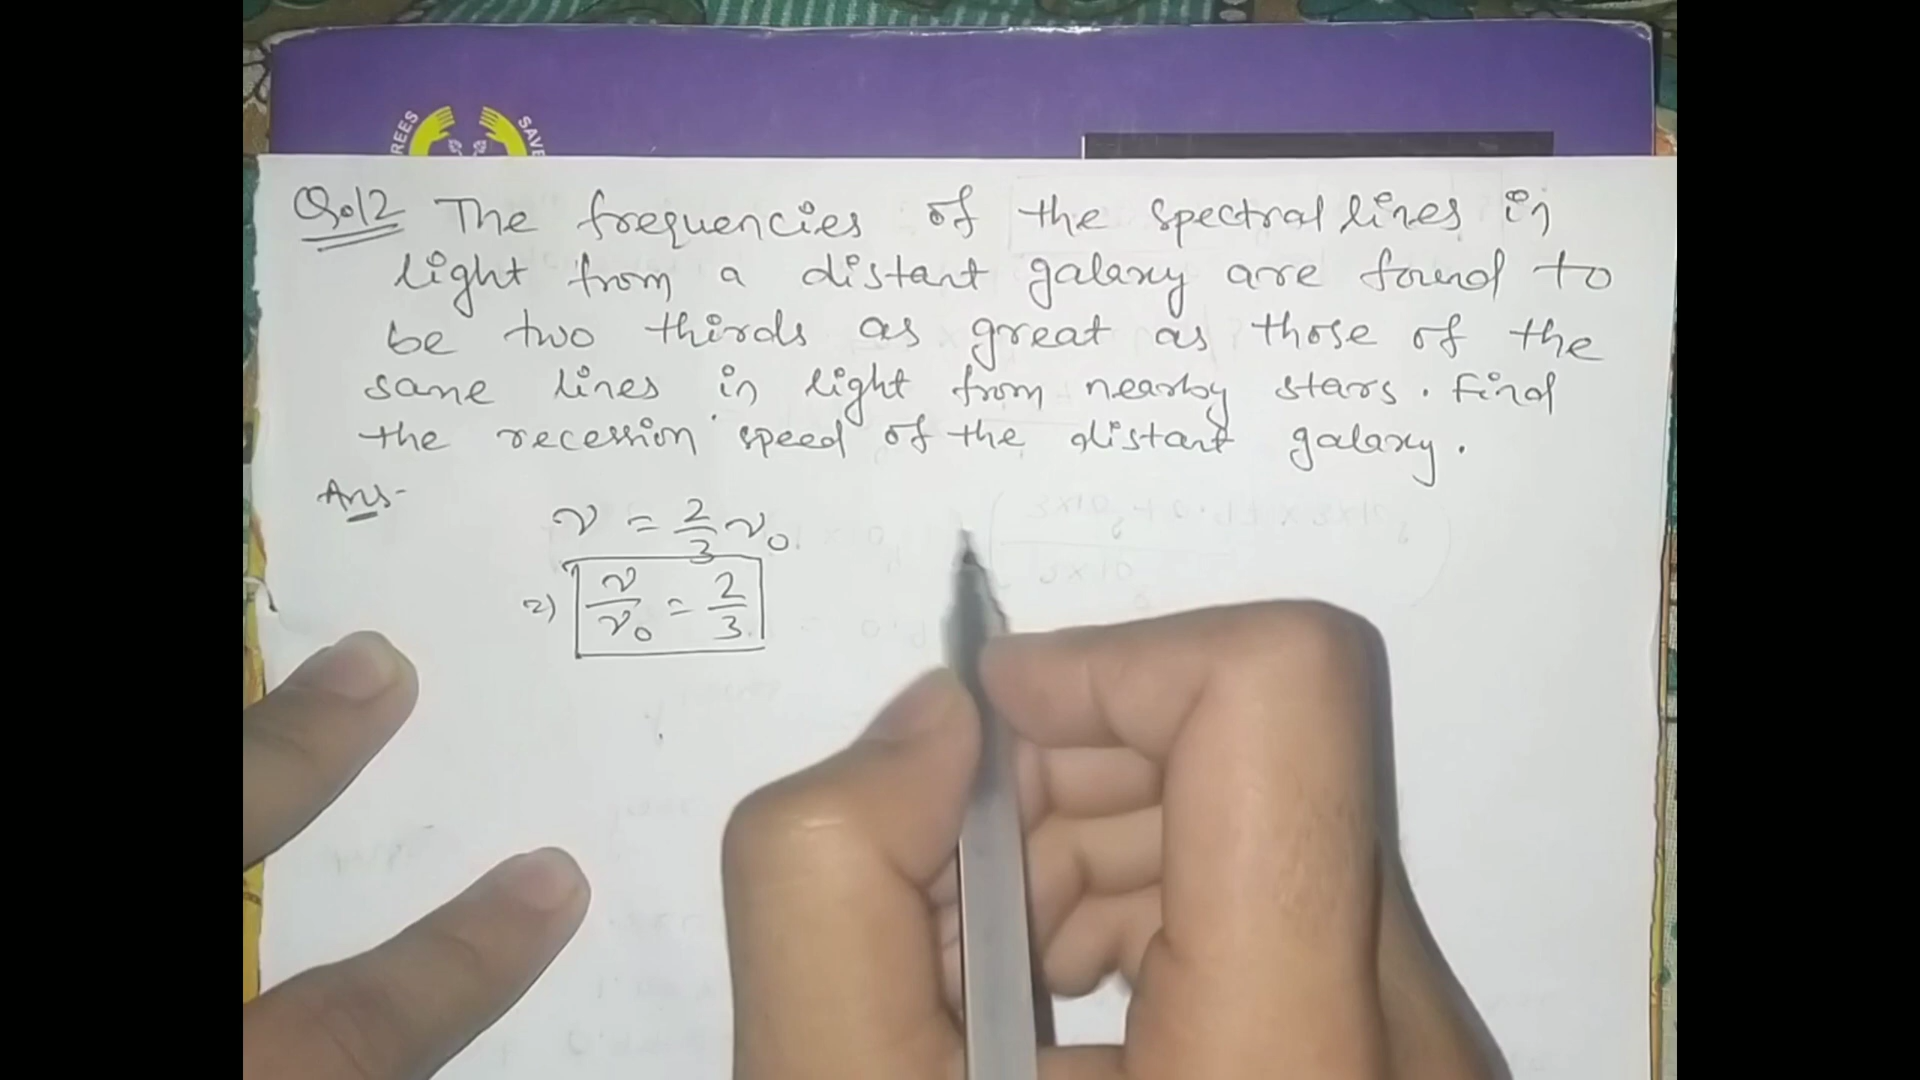 REES SAVE
Q.12 The frequencies of the spectral lines in
light from a distant galaxy are found to
be two thirds as great as those of the
same lines in light from nearby stars. Find
the recession speed of the distant galaxy.
Ans-
ν = 2/3 ν₀
⇒) ν/ν₀ = 2/3